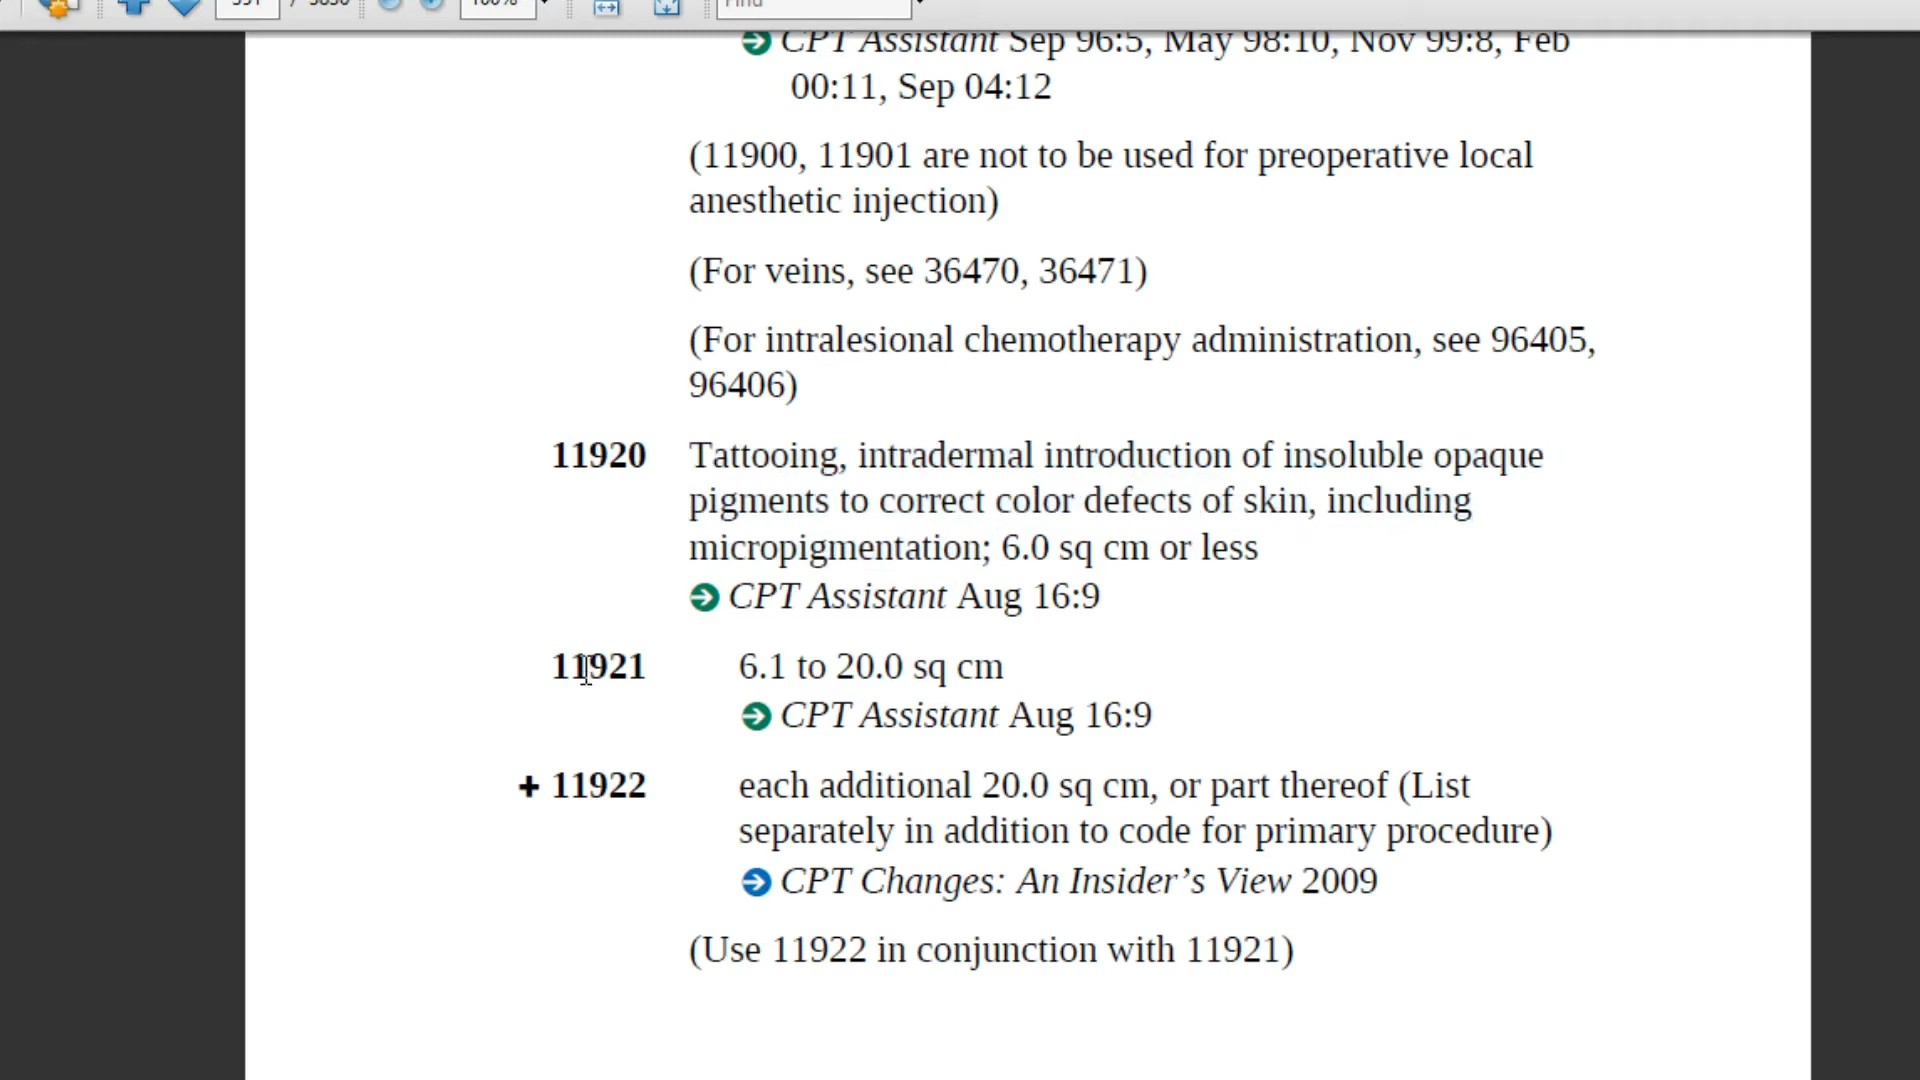 100%
Find
CPT Assistant Sep 96:5, May 98:10, Nov 99:8, Feb
00:11, Sep 04:12
(11900, 11901 are not to be used for preoperative local
anesthetic injection)
(For veins, see 36470, 36471)
(For intralesional chemotherapy administration, see 96405,
96406)
11920 Tattooing, intradermal introduction of insoluble opaque
pigments to correct color defects of skin, including
micropigmentation; 6.0 sq cm or less
CPT Assistant Aug 16:9
11921 6.1 to 20.0 sq cm
CPT Assistant Aug 16:9
+ 11922 each additional 20.0 sq cm, or part thereof (List
separately in addition to code for primary procedure)
CPT Changes: An Insider’s View 2009
(Use 11922 in conjunction with 11921)